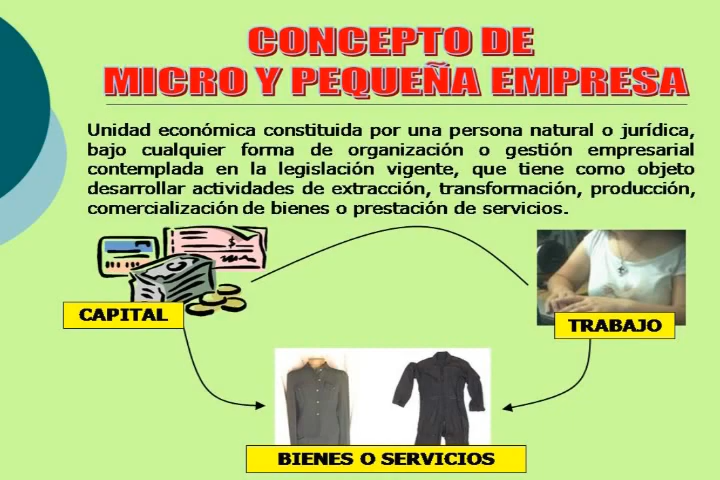 CONCEPTO DE
MICRO Y PEQUEÑA EMPRESA
Unidad económica constituida por una persona natural o jurídica,
bajo cualquier forma de organización o gestión empresarial
contemplada en la legislación vigente, que tiene como objeto
desarrollar actividades de extracción, transformación, producción,
comercialización de bienes o prestación de servicios.
$
CAPITAL
TRABAJO
BIENES O SERVICIOS